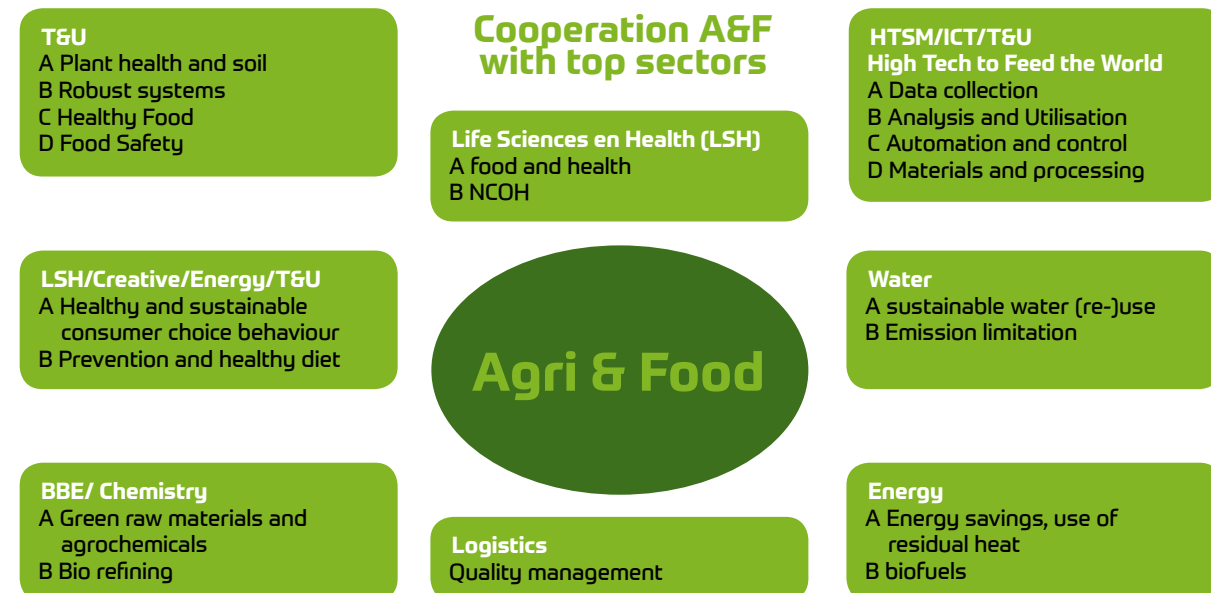 Cooperation A&F
with top sectors
T&U
A Plant health and soil
B Robust systems
C Healthy Food
D Food Safety
Life Sciences en Health (LSH)
A food and health
B NCOH
HTSM/ICT/T&U
High Tech to Feed the World
A Data collection
B Analysis and Utilisation
C Automation and control
D Materials and processing
LSH/Creative/Energy/T&U
A Healthy and sustainable
consumer choice behaviour
B Prevention and healthy diet
Agri & Food
Water
A sustainable water (re-)use
B Emission limitation
BBE/ Chemistry
A Green raw materials and
agrochemicals
B Bio refining
Logistics
Quality management
Energy
A Energy savings, use of
residual heat
B biofuels